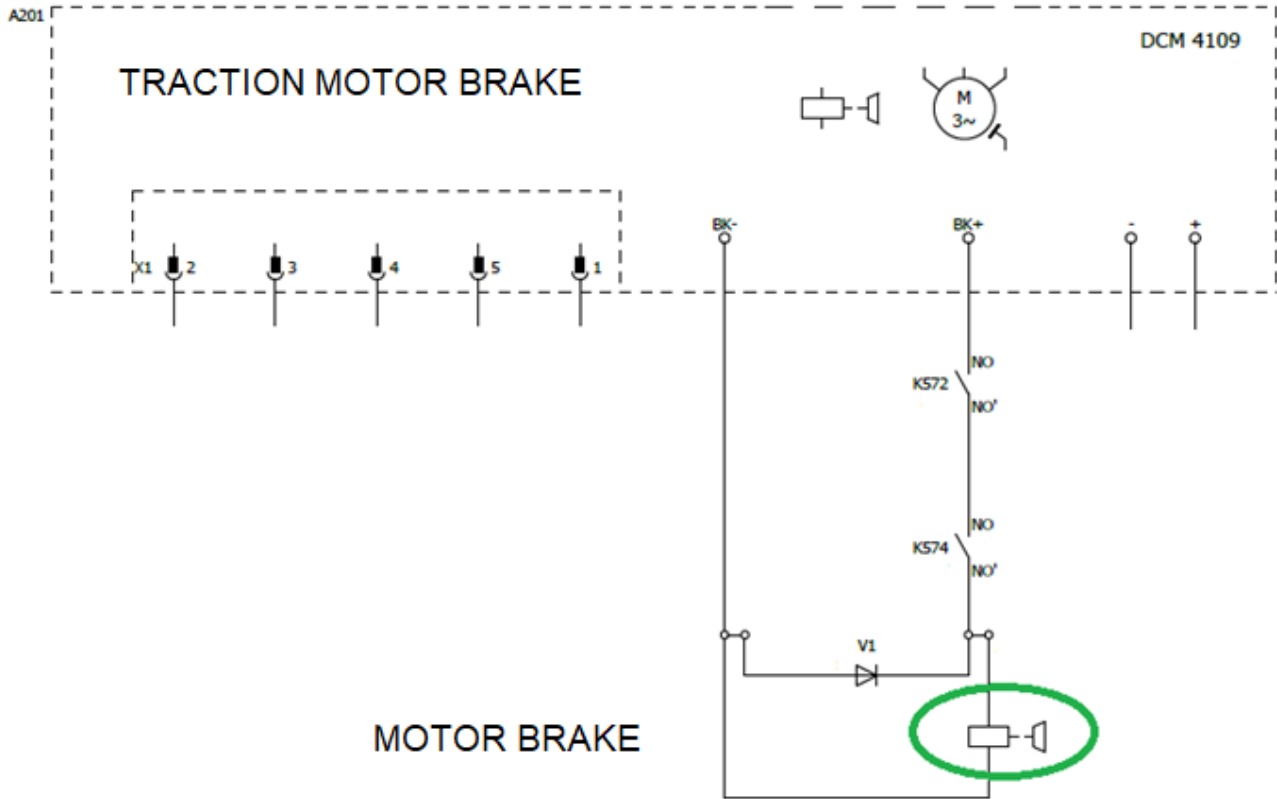 A201
DCM 4109
TRACTION MOTOR BRAKE
M
3~
BK-
BK+
-
+
X1 2 3 4 5 1
NO
K572
NO'
NO
K574
NO'
V1
MOTOR BRAKE